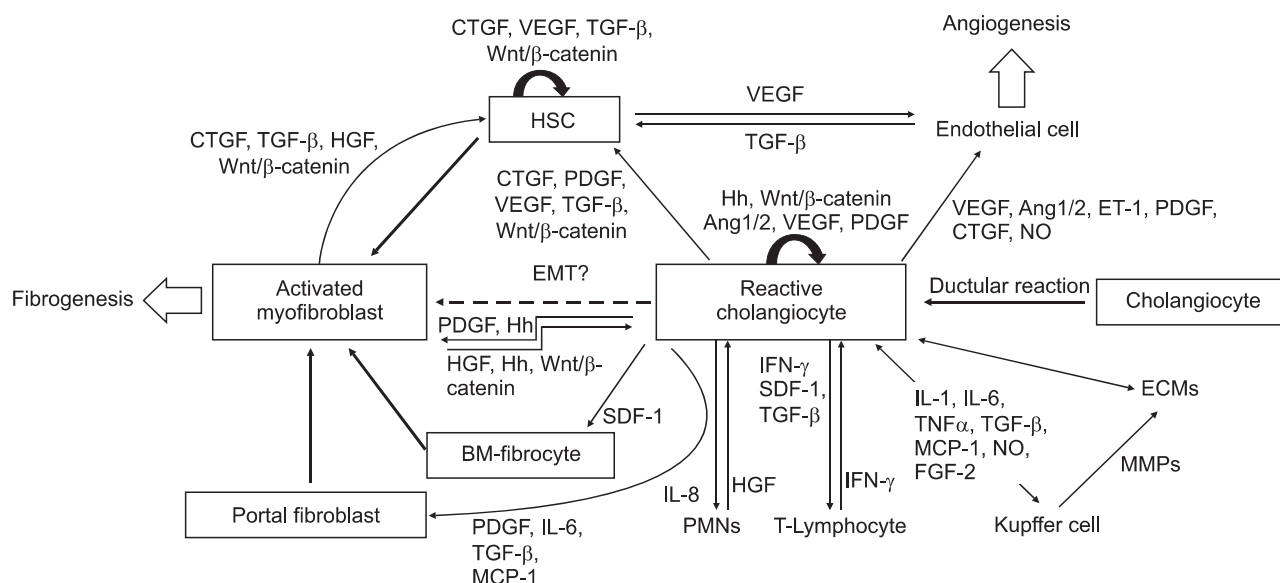 CTGF, VEGF, TGF-β,
Wnt/β-catenin
Angiogenesis
HSC
VEGF
TGF-β
Endothelial cell
CTGF, TGF-β, HGF,
Wnt/β-catenin
CTGF, PDGF,
VEGF, TGF-β,
Wnt/β-catenin
Hh, Wnt/β-catenin
Ang1/2, VEGF, PDGF
VEGF, Ang1/2, ET-1, PDGF,
CTGF, NO
Fibrogenesis
Activated
myofibroblast
EMT?
Reactive
cholangiocyte
Ductular reaction
Cholangiocyte
PDGF, Hh
HGF, Hh, Wnt/β-
catenin
SDF-1
IFN-γ
SDF-1,
TGF-β
IL-1, IL-6,
TNFα, TGF-β,
MCP-1, NO,
FGF-2
ECMs
MMPs
BM-fibrocyte
IL-8
HGF
IFN-γ
Portal fibroblast
PDGF, IL-6,
TGF-β,
MCP-1
PMNs
T-Lymphocyte
Kupffer cell